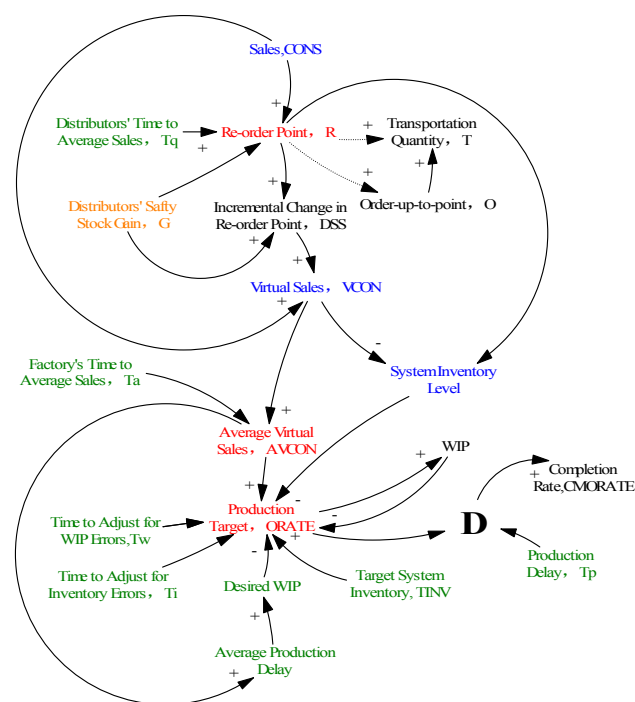 Sales,CONS
+
Distributors' Time to
Average Sales, Tq
+
Re-order Point, R
+
Transportation
Quantity, T
+
+
+
Distributors' Safty
Stock Gain, G
Incremental Change in
Re-order Point, DSS
Order-up-to-point, O
+
+
+
Virtual Sales, VCON
-
Factory's Time to
Average Sales, Ta
System Inventory
Level
+
Average Virtual
Sales, AVCON
WIP
+
+
Completion
Rate,CMORATE
+
Production
Target, ORATE
-
-
+
D
Time to Adjust for
WIP Errors,Tw
-
Time to Adjust for
Inventory Errors, Ti
Desired WIP
Target System
Inventory, TINV
Production
Delay, Tp
+
+
Average Production
Delay